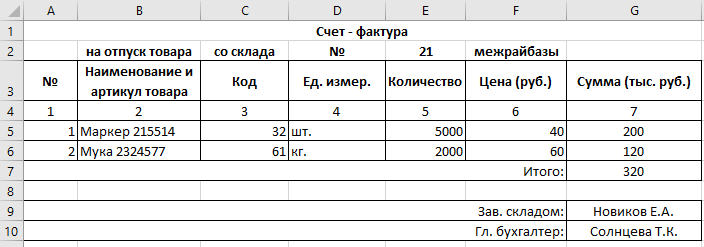 A B C D E F G
1 Счет - фактура
2 на отпуск товара со склада № 21 межрайбазы
3 № Наименование и артикул товара Код Ед. измер. Количество Цена (руб.) Сумма (тыс. руб.)
4 1 2 3 4 5 6 7
5 1 Маркер 215514 32 шт. 5000 40 200
6 2 Мука 2324577 61 кг. 2000 60 120
7 Итого: 320
8
9 Зав. складом: Новиков Е.А.
10 Гл. бухгалтер: Солнцева Т.К.